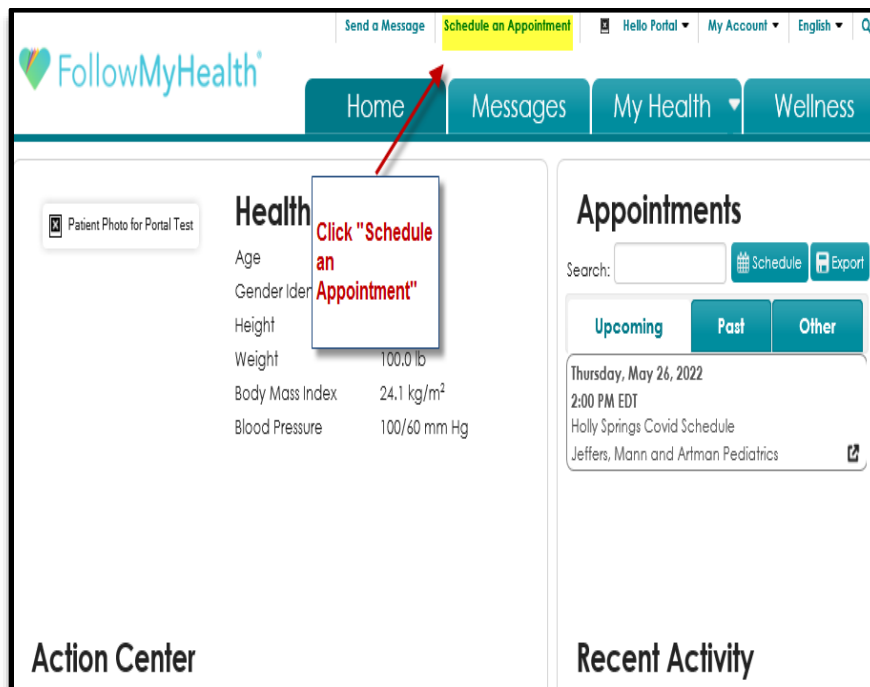 Send a Message Schedule an Appointment Hello Portal My Account English
FollowMyHealth®
Home Messages My Health Wellness
Patient Photo for Portal Test
Health
Click "Schedule
an
Appointment"
Age
Gender Iden
Height
Weight 100.0 lb
Body Mass Index 24.1 kg/m²
Blood Pressure 100/60 mm Hg
Appointments
Search: Schedule Export
Upcoming Past Other
Thursday, May 26, 2022
2:00 PM EDT
Holly Springs Covid Schedule
Jeffers, Mann and Artman Pediatrics
Action Center
Recent Activity